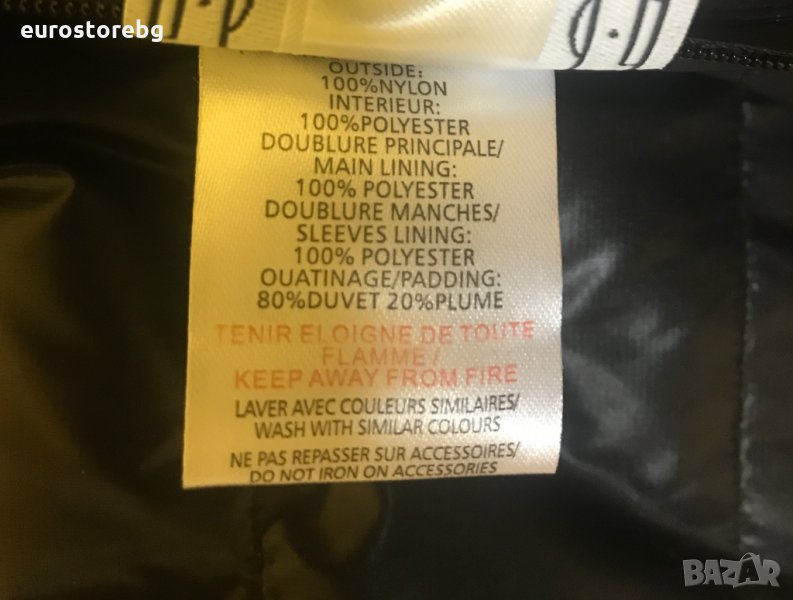 eurostorebg
OUTSIDE:
100%NYLON
INTERIEUR:
100%POLYESTER
DOUBLURE PRINCIPALE/
MAIN LINING:
100% POLYESTER
DOUBLURE MANCHES/
SLEEVES LINING:
100% POLYESTER
OUATINAGE/PADDING:
80%DUVET 20%PLUME
TENIR ELOIGNE DE TOUTE
FLAMME/
KEEP AWAY FROM FIRE
LAVER AVEC COULEURS SIMILAIRES/
WASH WITH SIMILAR COLOURS
NE PAS REPASSER SUR ACCESSOIRES/
DO NOT IRON ON ACCESSORIES
BAZAR